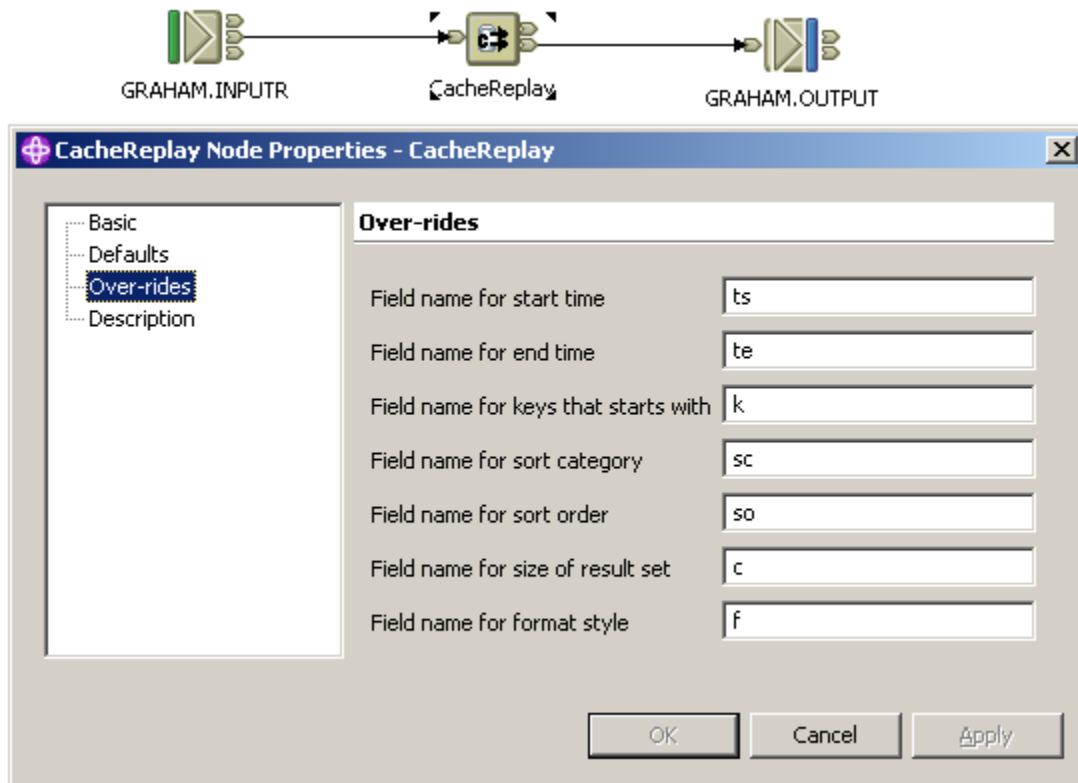 GRAHAM.INPUTR
CacheReplay
GRAHAM.OUTPUT
CacheReplay Node Properties - CacheReplay
Basic
Defaults
Over-rides
Description
Over-rides
Field name for start time ts
Field name for end time te
Field name for keys that starts with k
Field name for sort category sc
Field name for sort order so
Field name for size of result set c
Field name for format style f
OK Cancel Apply